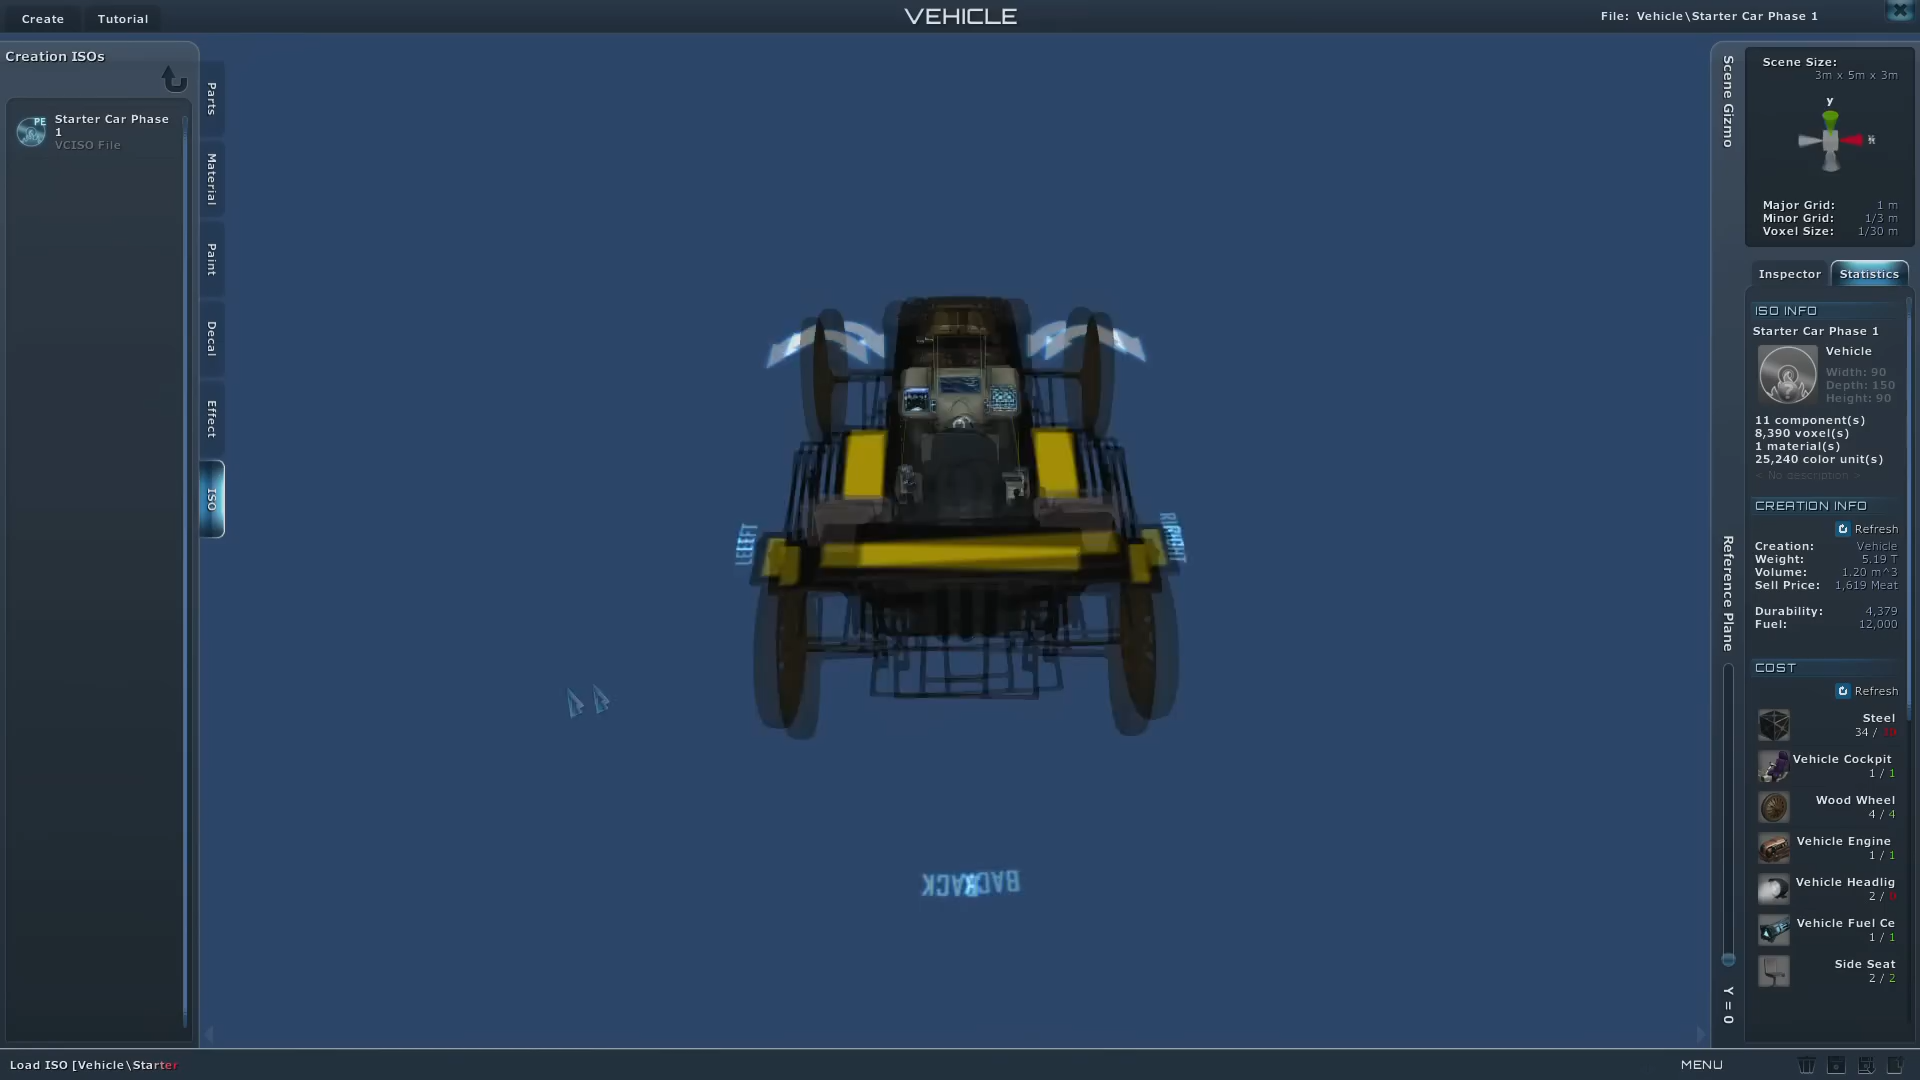 Create
Tutorial
VEHICLE
File: Vehicle\Starter Car Phase 1
Creation ISOs
PE
Starter Car Phase
1
VCISO File
Parts
Material
Paint
Decal
Effect
ISO
Scene Gizmo
Scene Size:
3m x 5m x 3m
y
Major Grid: 1 m
Minor Grid: 1/3 m
Voxel Size: 1/30 m
Inspector
Statistics
ISO INFO
Starter Car Phase 1
Vehicle
Width: 90
Depth: 150
Height: 90
11 component(s)
8,390 voxel(s)
1 material(s)
25,240 color unit(s)
< No description >
CREATION INFO
Refresh
Creation: Vehicle
Weight: 5.19 T
Volume: 1.20 m^3
Sell Price: 1,619 Meat
Durability: 4,379
Fuel: 12,000
COST
Refresh
Steel
34 /
Vehicle Cockpit
1 / 1
Wood Wheel
4 / 4
Vehicle Engine
1 / 1
Vehicle Headlig
2 / 0
Vehicle Fuel Ce
1 / 1
Side Seat
2 / 2
Reference Plane
Y = 0
Load ISO [Vehicle\Starter
MENU